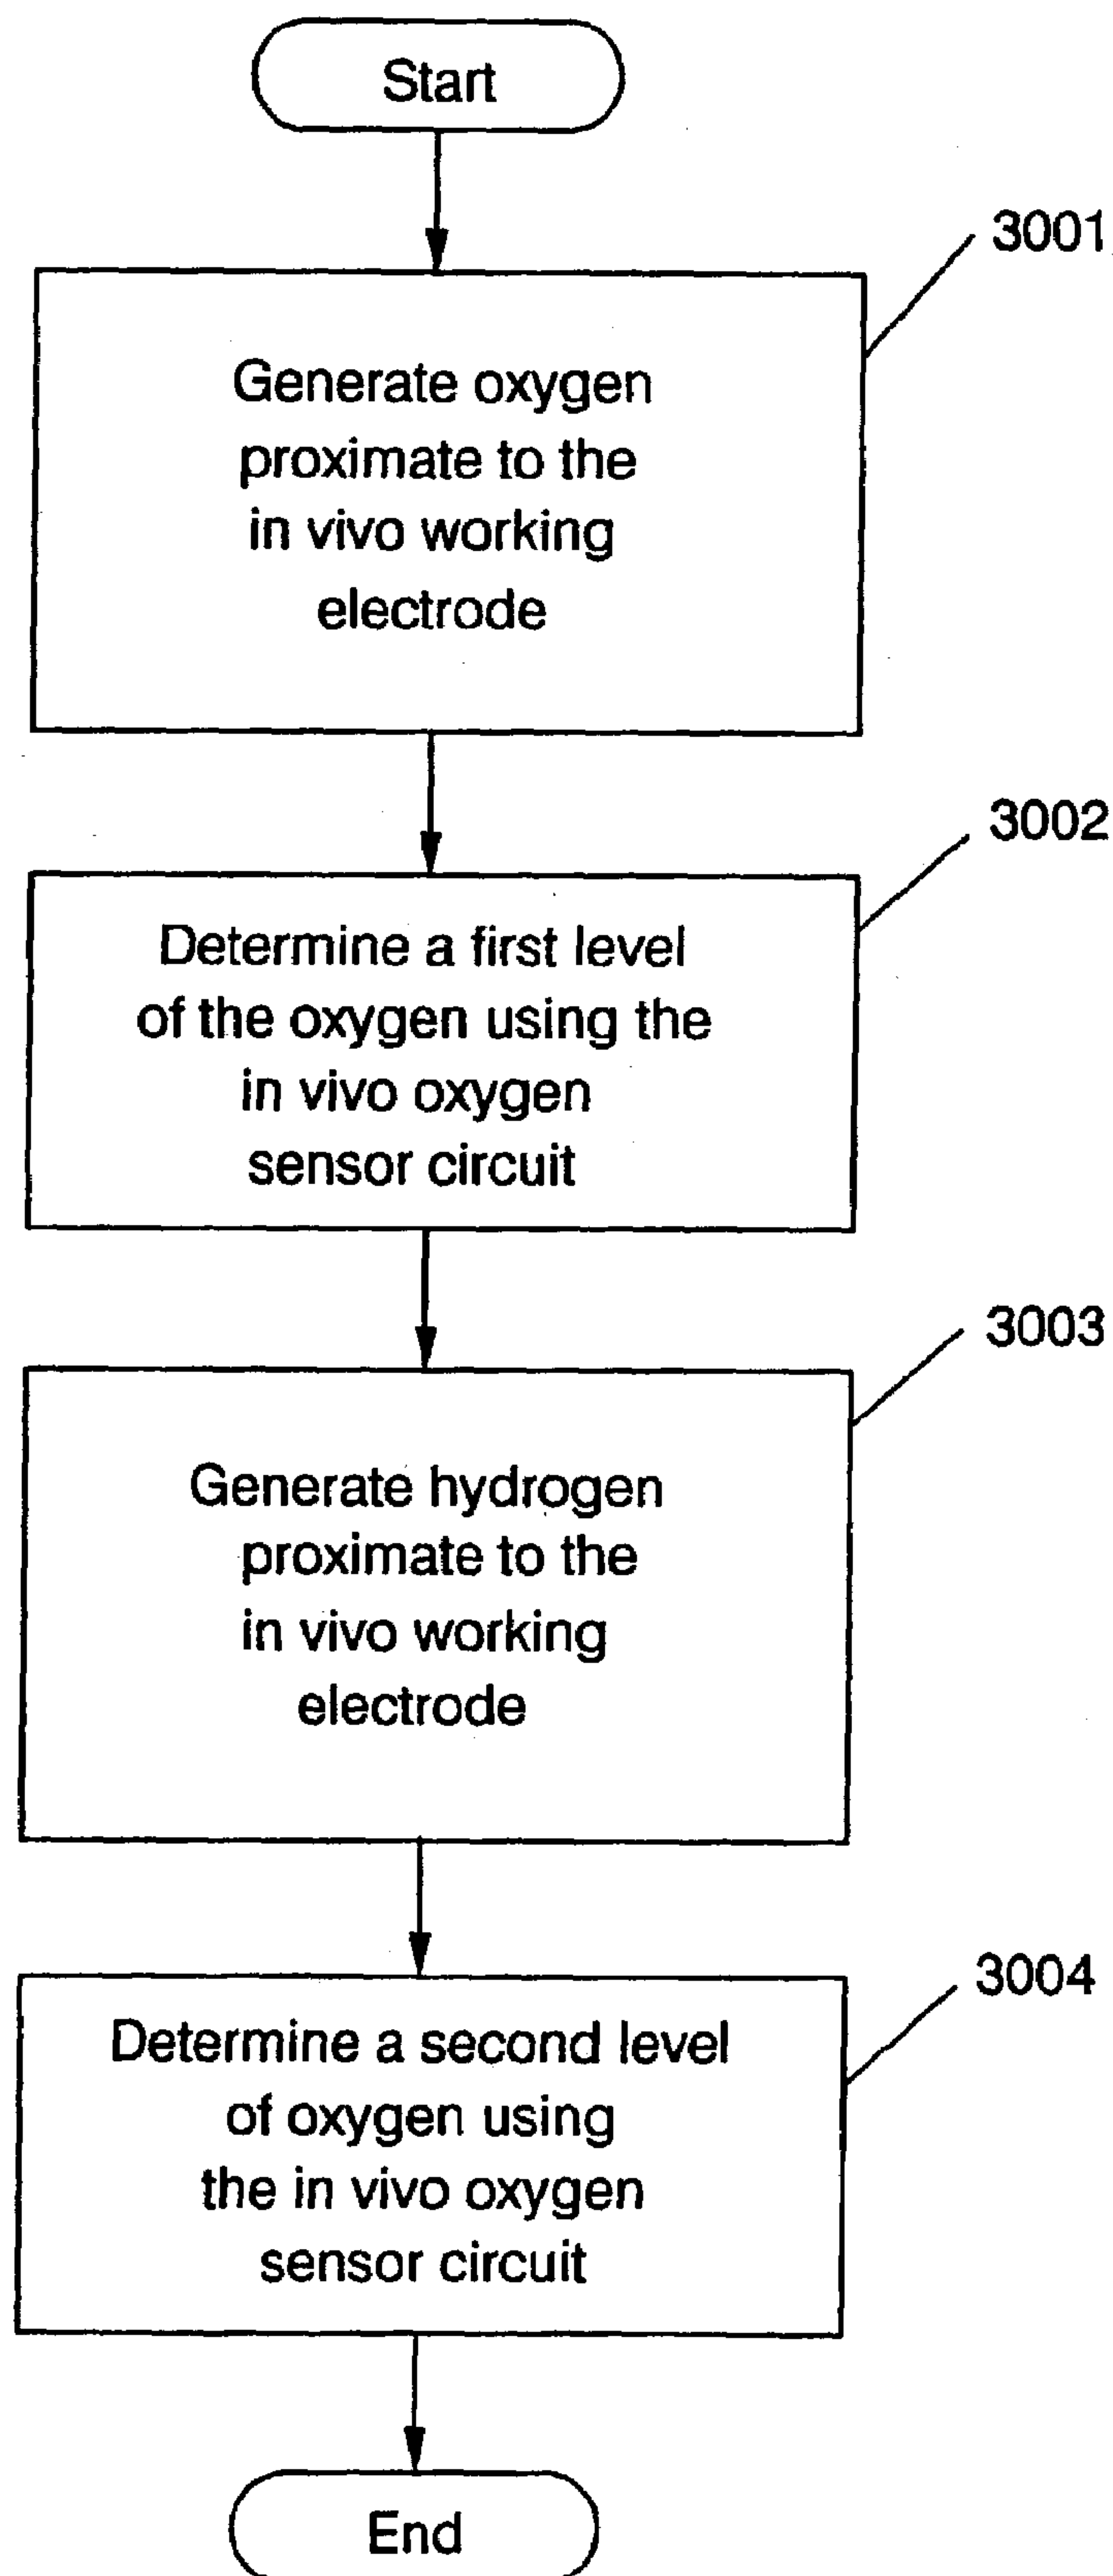 Start
3001
Generate oxygen
proximate to the
in vivo working
electrode
3002
Determine a first level
of the oxygen using the
in vivo oxygen
sensor circuit
3003
Generate hydrogen
proximate to the
in vivo working
electrode
3004
Determine a second level
of oxygen using
the in vivo oxygen
sensor circuit
End